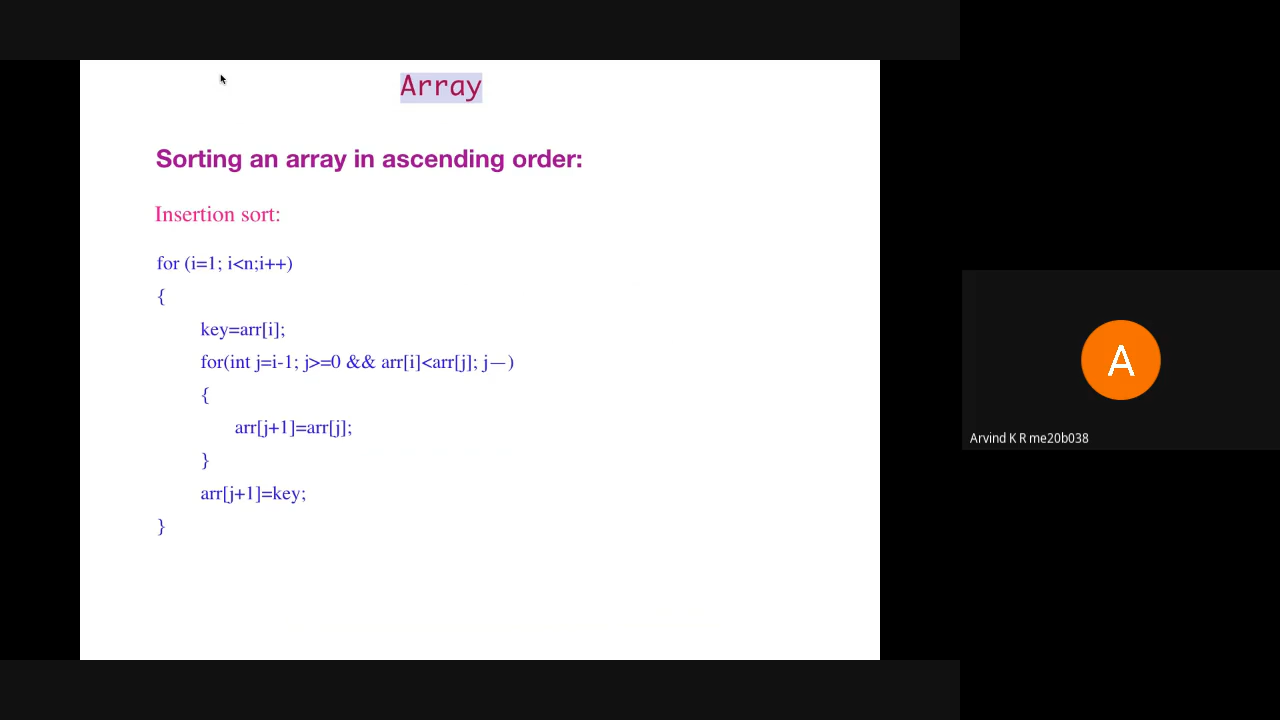 Array
Sorting an array in ascending order:
Insertion sort:
for (i=1; i<n;i++)
{
key=arr[i];
for(int j=i-1; j>=0 && arr[i]<arr[j]; j—)
{
arr[j+1]=arr[j];
}
arr[j+1]=key;
}
A
Arvind K R me20b038